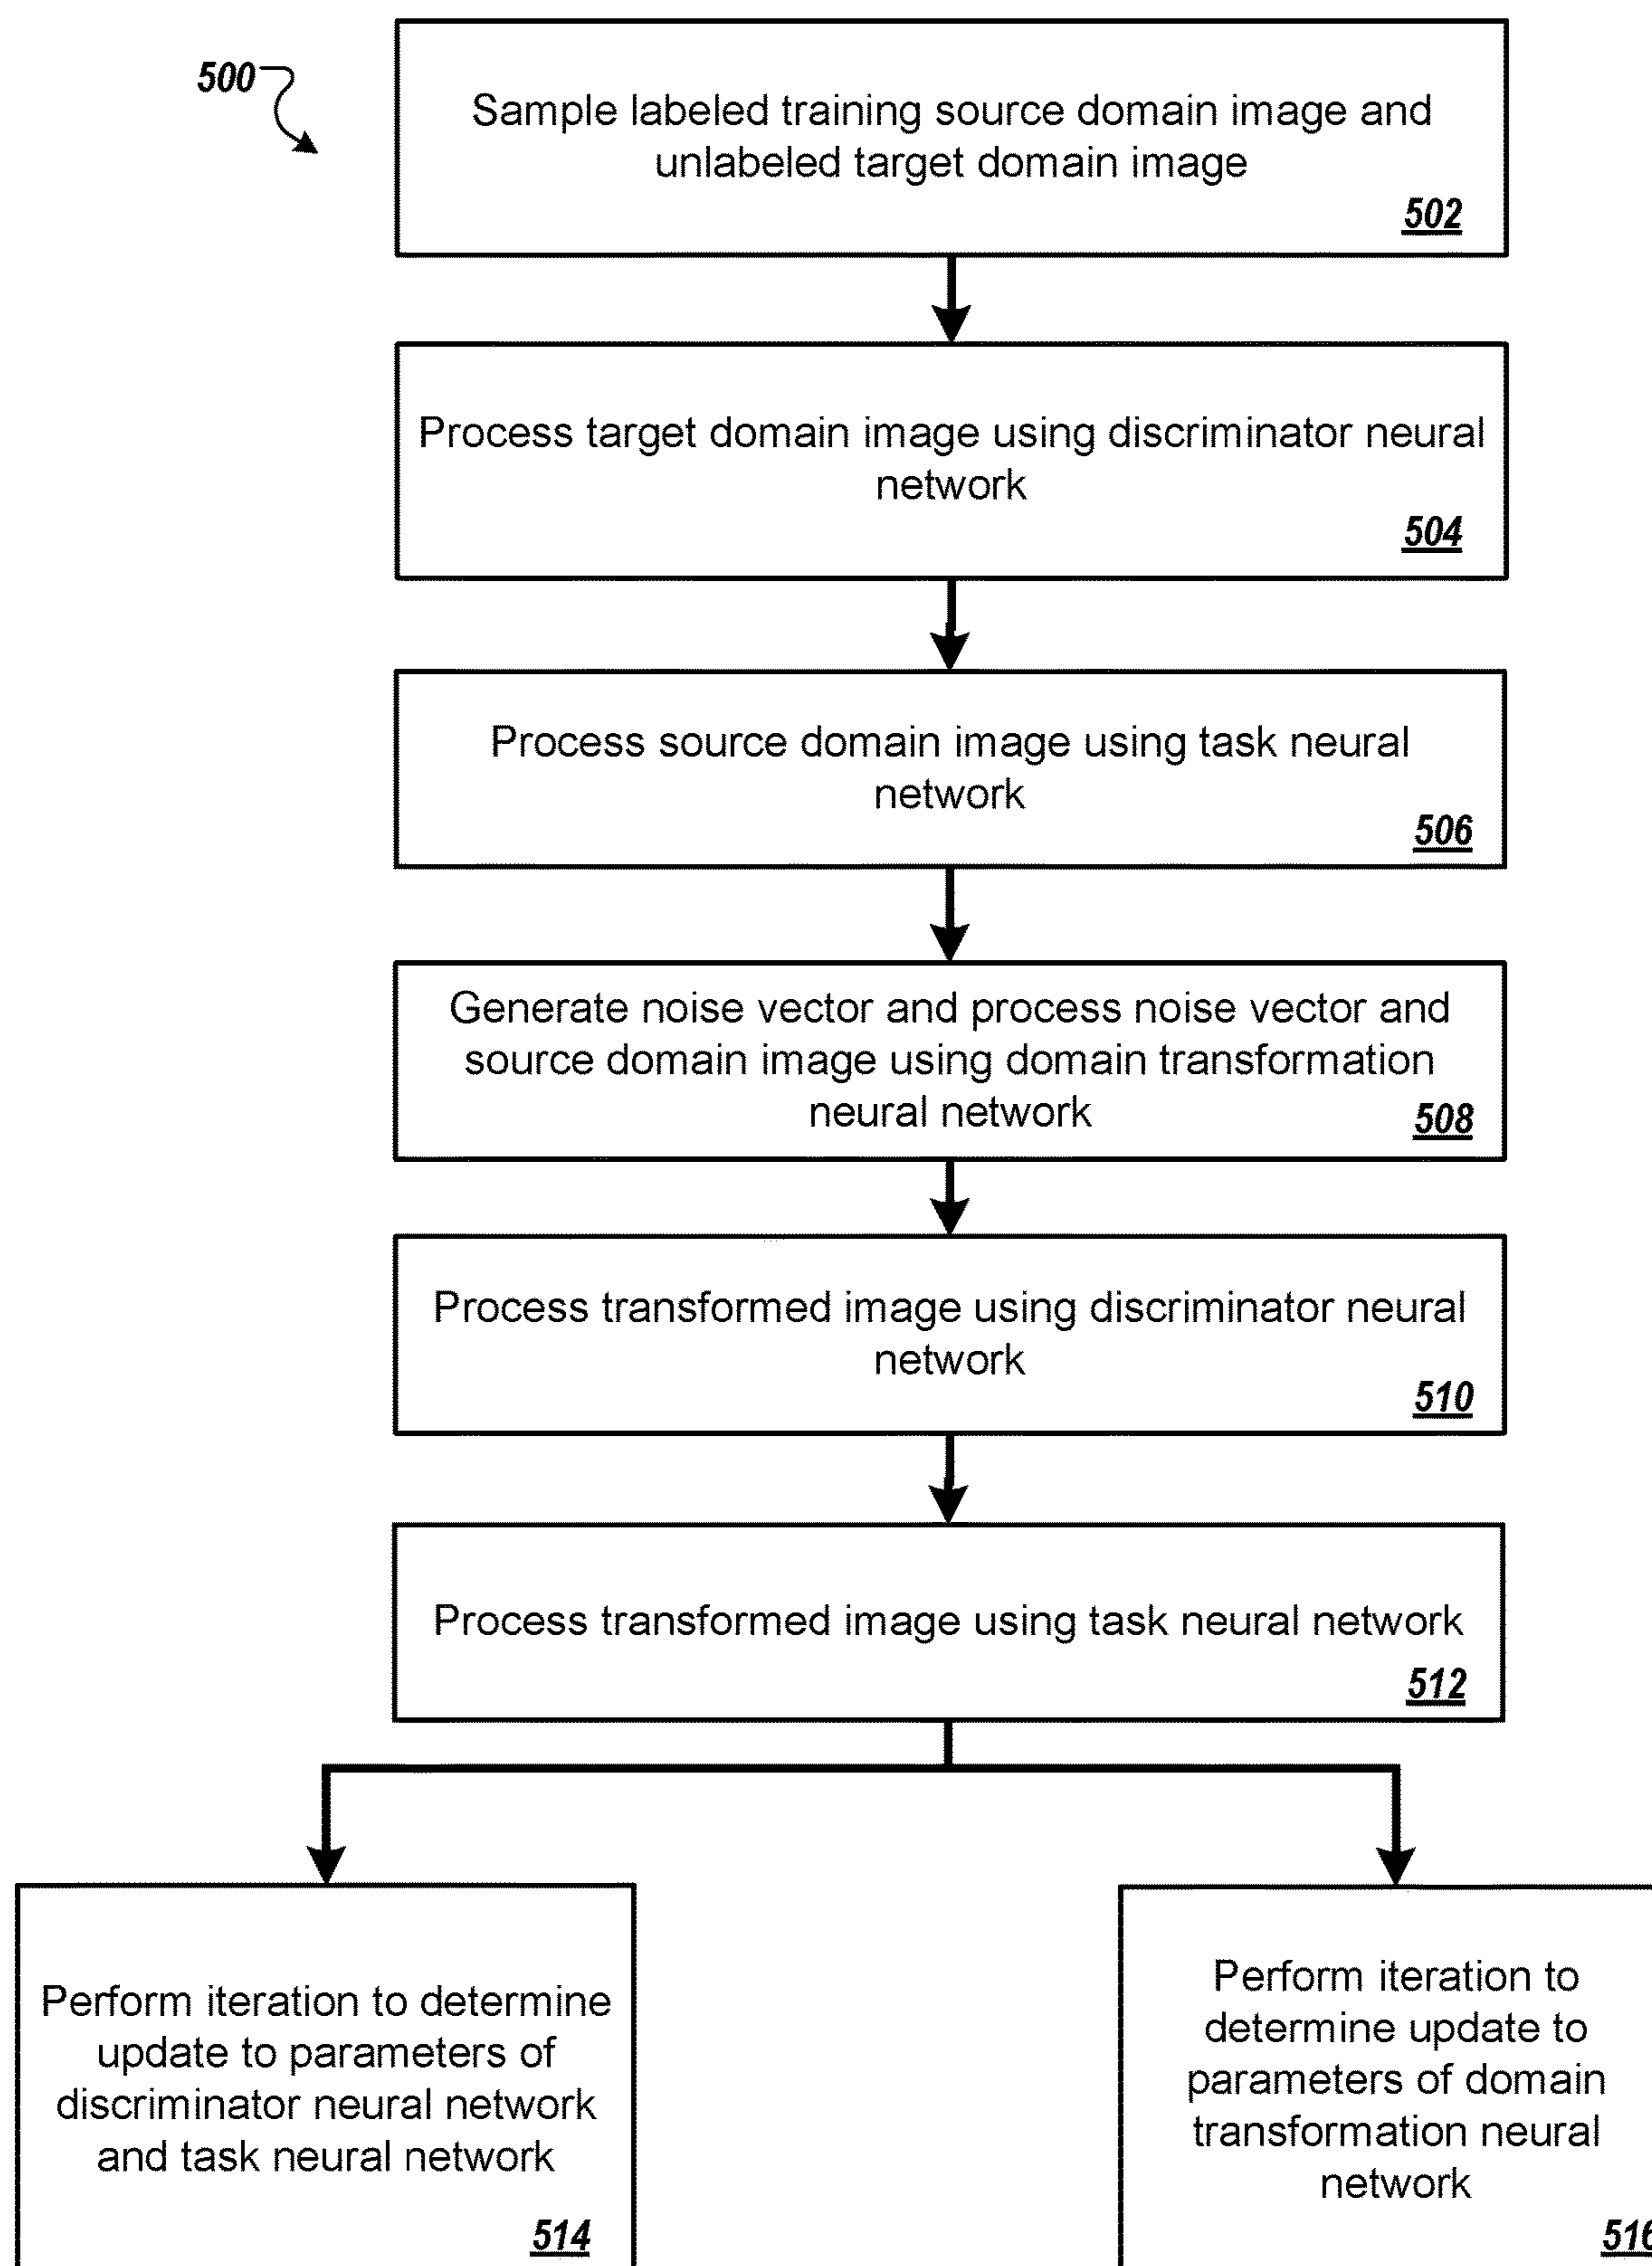 500
Sample labeled training source domain image and
unlabeled target domain image
502
Process target domain image using discriminator neural
network
504
Process source domain image using task neural
network
506
Generate noise vector and process noise vector and
source domain image using domain transformation
neural network
508
Process transformed image using discriminator neural
network
510
Process transformed image using task neural network
512
Perform iteration to determine
update to parameters of
discriminator neural network
and task neural network
514
Perform iteration to
determine update to
parameters of domain
transformation neural
network
516